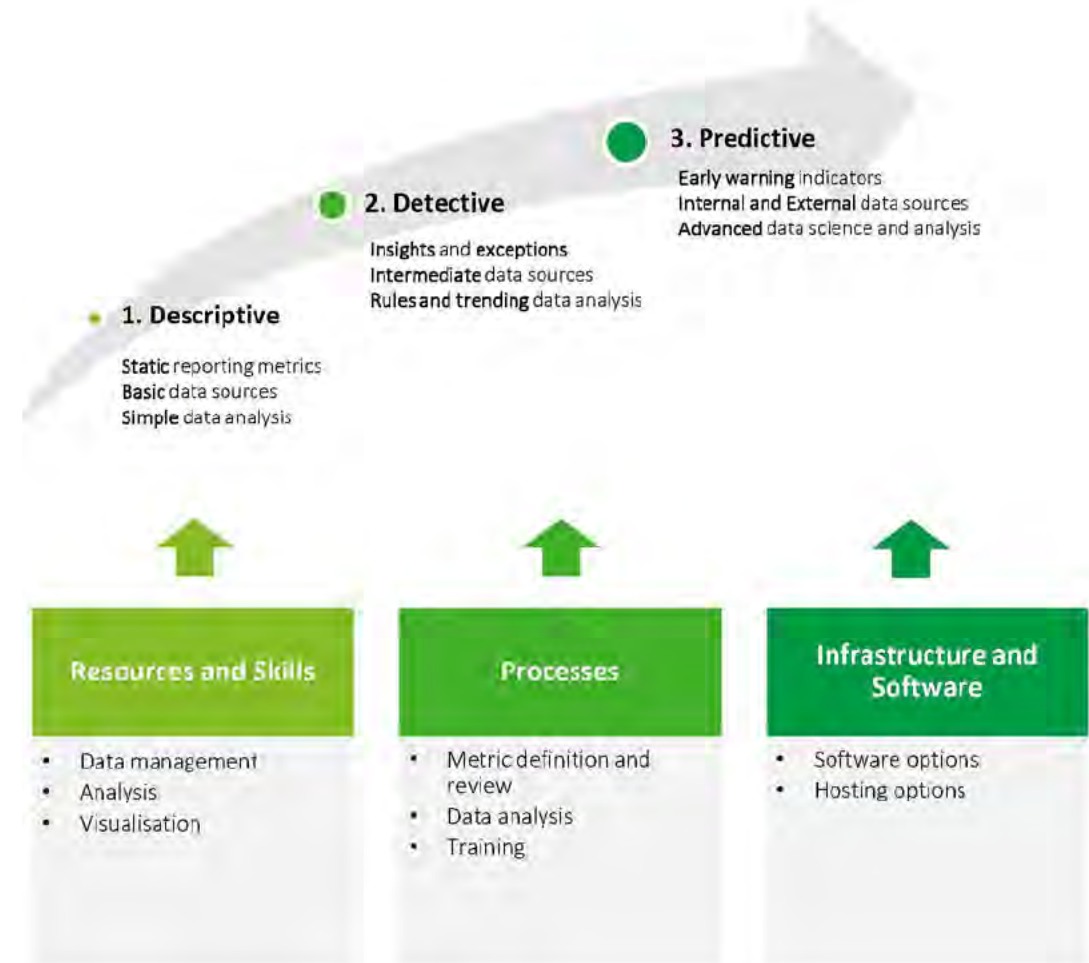 3. Predictive
Early warning indicators
Internal and External data sources
Advanced data science and analysis
2. Detective
Insights and exceptions
Intermediate data sources
Rules and trending data analysis
1. Descriptive
Static reporting metrics
Basic data sources
Simple data analysis
Resources and Skills
• Data management
• Analysis
• Visualisation
Processes
• Metric definition and
review
• Data analysis
• Training
Infrastructure and
Software
• Software options
• Hosting options